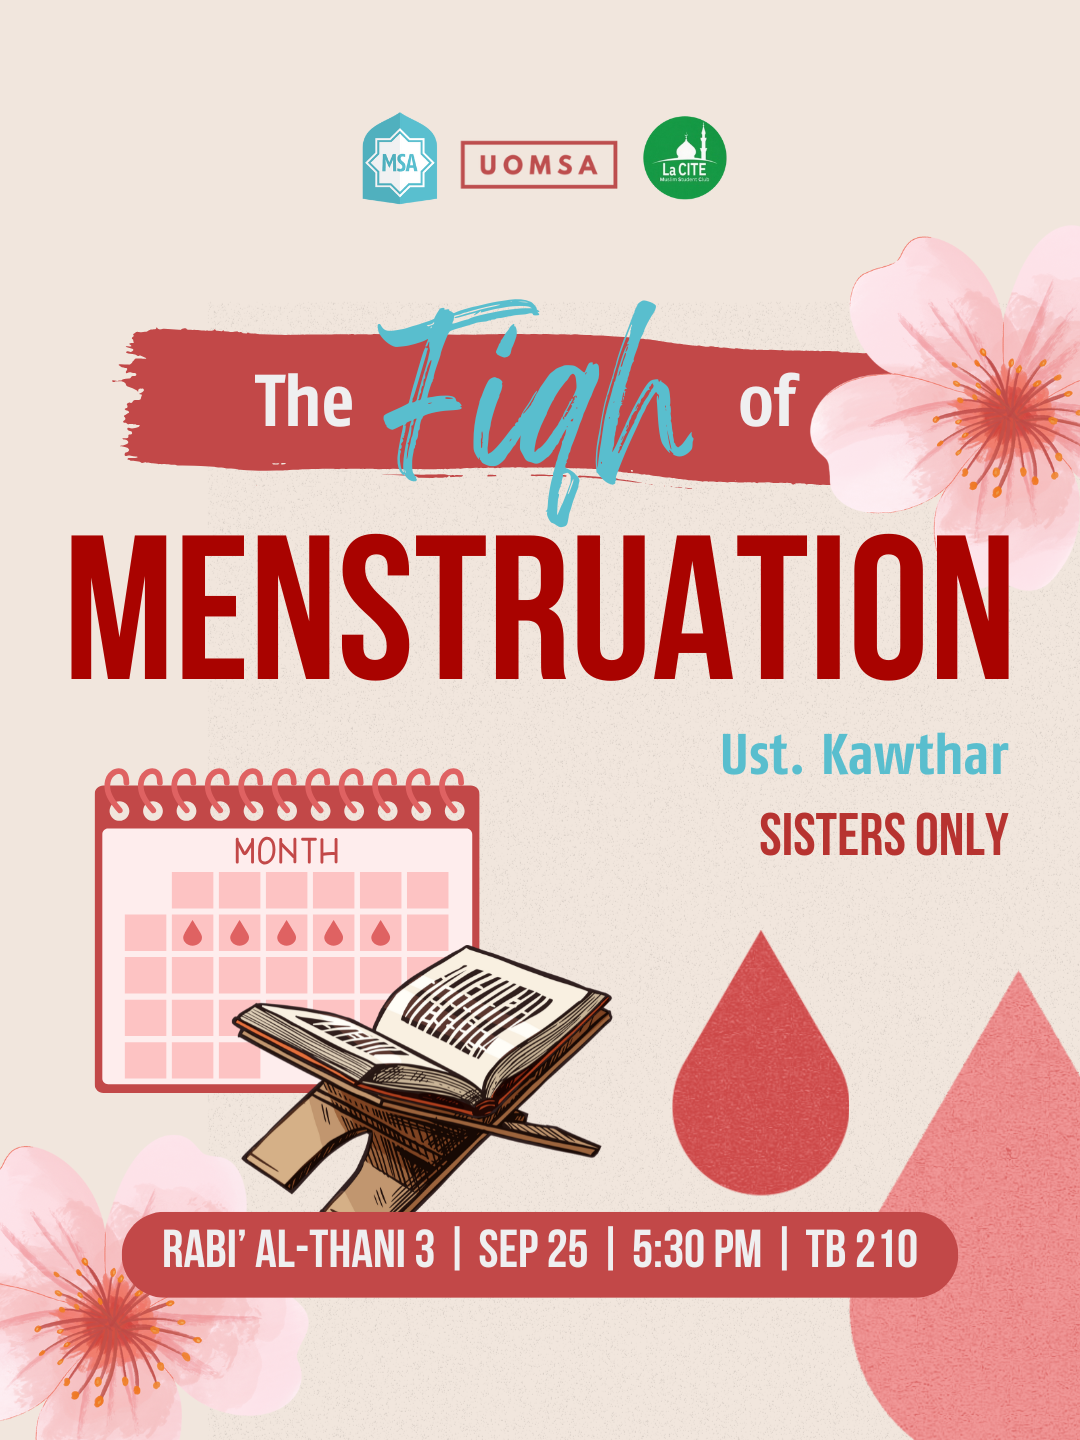 MSA
UOMSA
La CITE
Muslim Student Club
The Fiqh of
MENSTRUATION
Ust. Kawthar
SISTERS ONLY
MONTH
RABI’ AL-THANI 3 | SEP 25 | 5:30 PM | TB 210